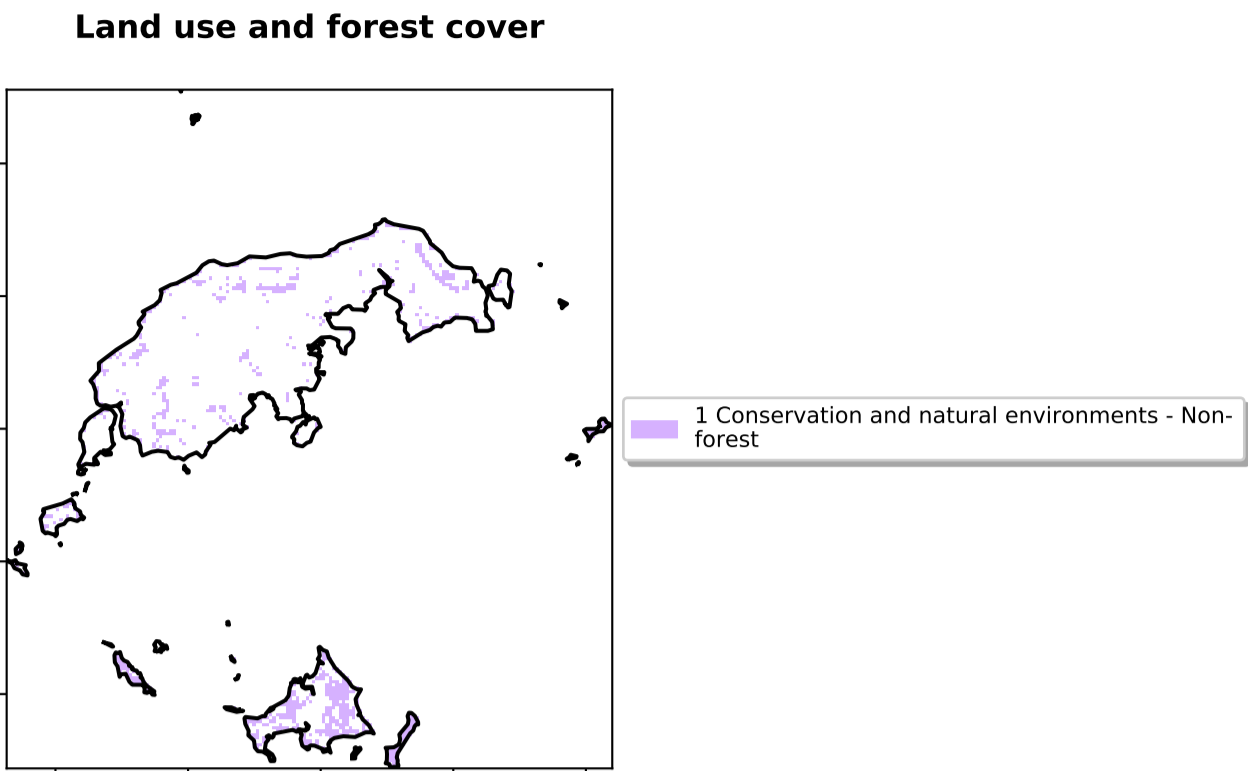 Land use and forest cover
1 Conservation and natural environments - Non-
forest